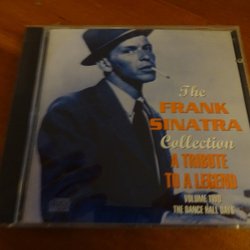 The
FRANK
SINATRA
Collection
A TRIBUTE
TO A LEGEND
VOLUME TWO
THE DANCE HALL DAYS